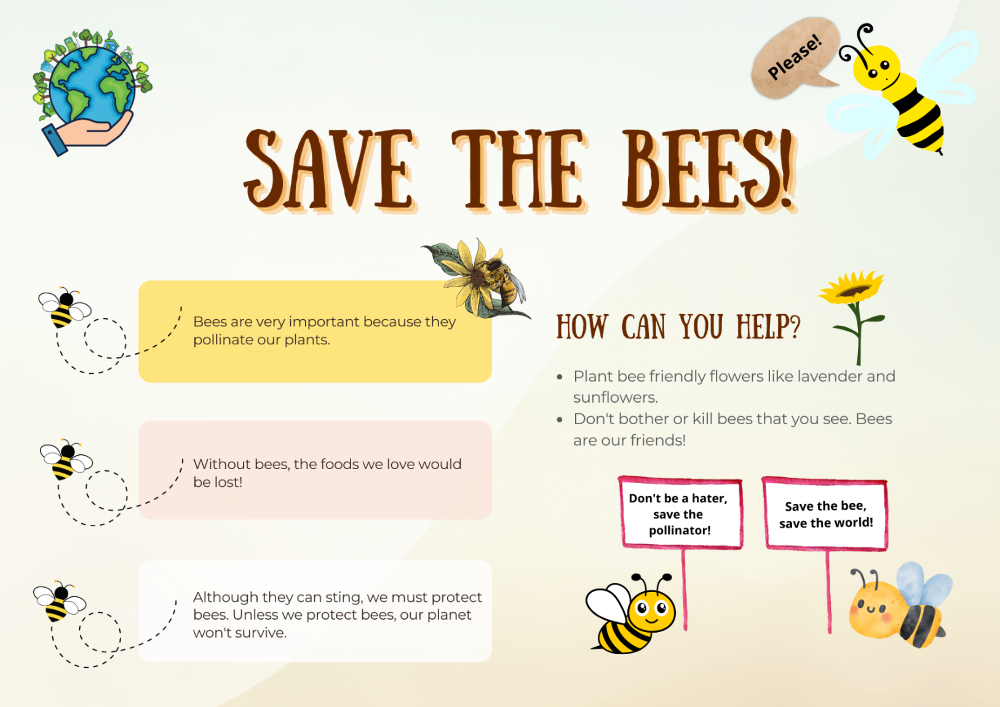 Please!
SAVE THE BEES!
Bees are very important because they
pollinate our plants.
Without bees, the foods we love would
be lost!
Although they can sting, we must protect
bees. Unless we protect bees, our planet
won't survive.
HOW CAN YOU HELP?
• Plant bee friendly flowers like lavender and
sunflowers.
• Don't bother or kill bees that you see. Bees
are our friends!
Don't be a hater,
save the
pollinator!
Save the bee,
save the world!